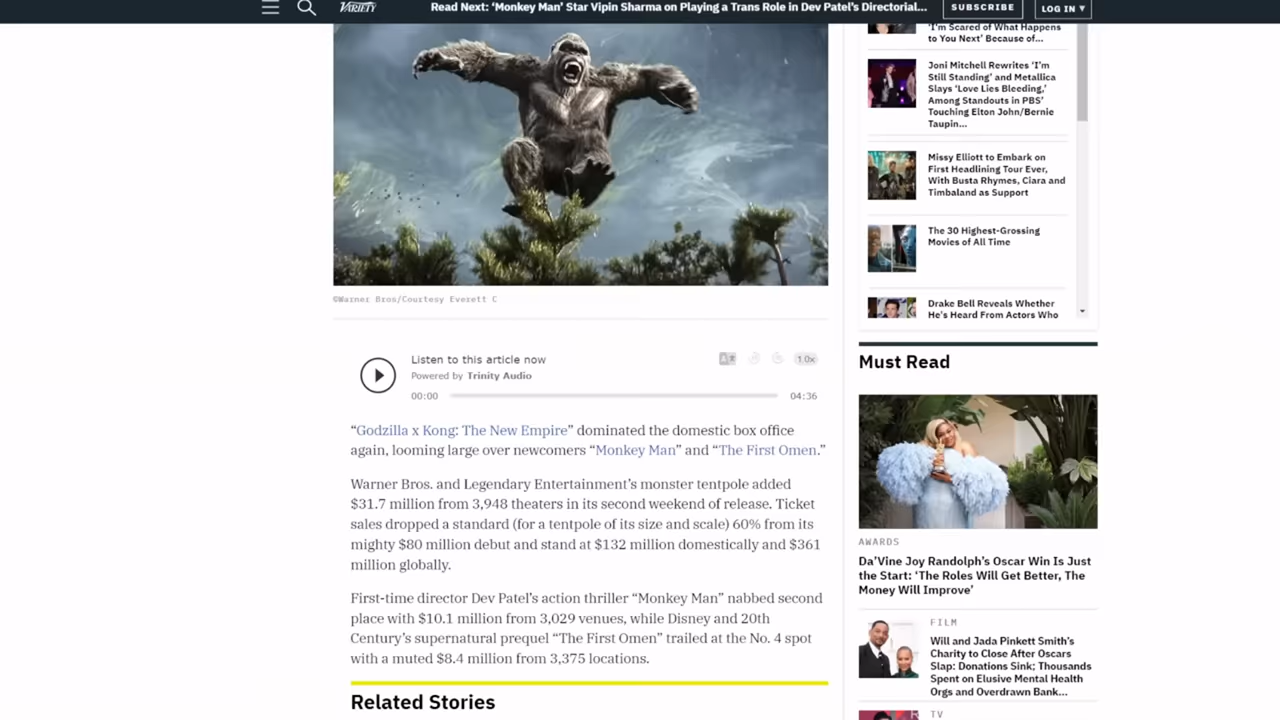 VARIETY
Read Next: ‘Monkey Man’ Star Vipin Sharma on Playing a Trans Role in Dev Patel’s Directorial...
SUBSCRIBE
LOG IN ▾
©Warner Bros/Courtesy Everett C
Listen to this article now
Powered by Trinity Audio
1.0x
00:00
04:36
“Godzilla x Kong: The New Empire” dominated the domestic box office
again, looming large over newcomers “Monkey Man” and “The First Omen.”
Warner Bros. and Legendary Entertainment’s monster tentpole added
$31.7 million from 3,948 theaters in its second weekend of release. Ticket
sales dropped a standard (for a tentpole of its size and scale) 60% from its
mighty $80 million debut and stand at $132 million domestically and $361
million globally.
First-time director Dev Patel’s action thriller “Monkey Man” nabbed second
place with $10.1 million from 3,029 venues, while Disney and 20th
Century’s supernatural prequel “The First Omen” trailed at the No. 4 spot
with a muted $8.4 million from 3,375 locations.
Related Stories
‘I’m Scared of What Happens
to You Next’ Because of...
Joni Mitchell Rewrites ‘I’m
Still Standing’ and Metallica
Slays ‘Love Lies Bleeding,’
Among Standouts in PBS’
Touching Elton John/Bernie
Taupin...
Missy Elliott to Embark on
First Headlining Tour Ever,
With Busta Rhymes, Ciara and
Timbaland as Support
The 30 Highest-Grossing
Movies of All Time
Drake Bell Reveals Whether
He’s Heard From Actors Who
Must Read
AWARDS
Da’Vine Joy Randolph’s Oscar Win Is Just
the Start: ‘The Roles Will Get Better, The
Money Will Improve’
FILM
Will and Jada Pinkett Smith’s
Charity to Close After Oscars
Slap: Donations Sink; Thousands
Spent on Elusive Mental Health
Orgs and Overdrawn Bank...
TV